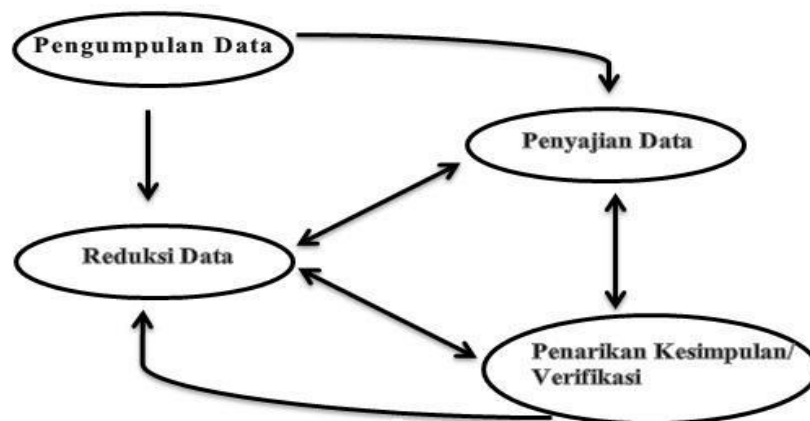 Pengumpulan Data
Penyajian Data
Reduksi Data
Penarikan Kesimpulan/
Verifikasi